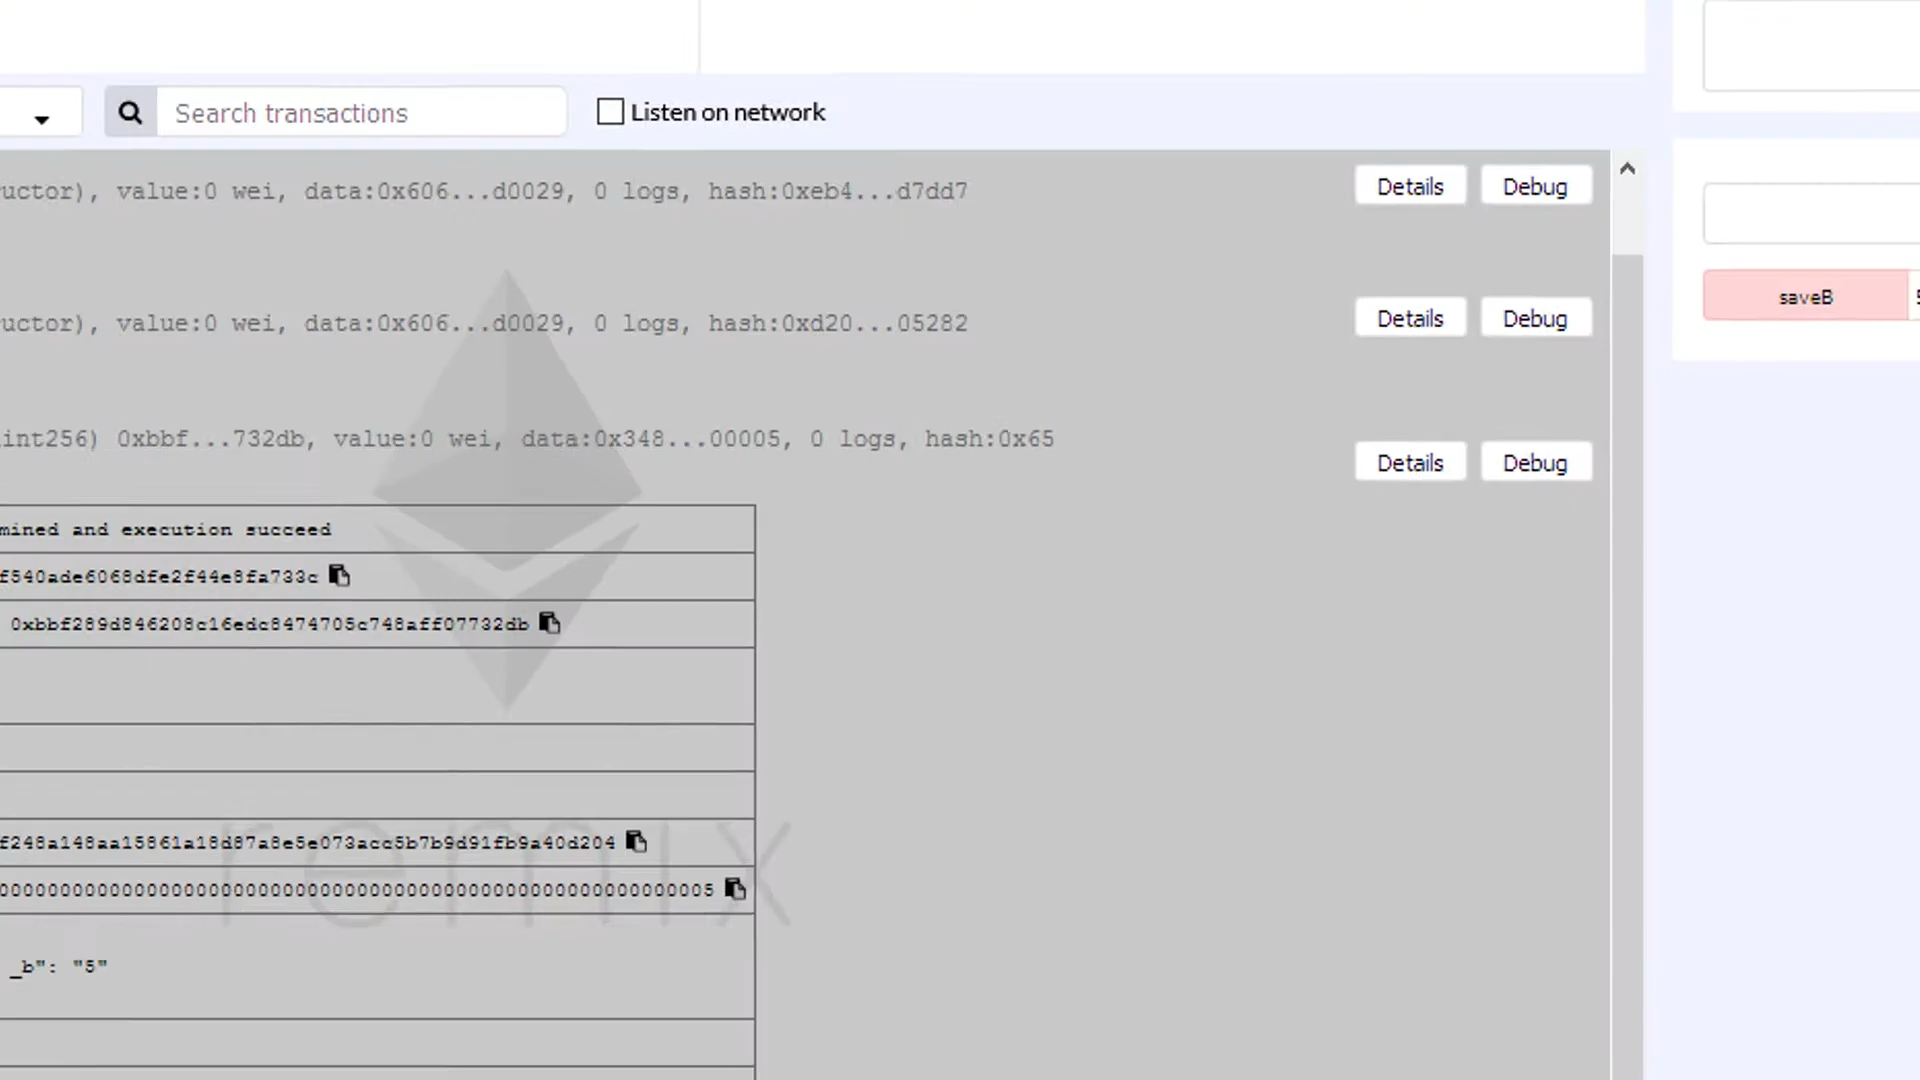 Search transactions
Listen on network
uctor), value:0 wei, data:0x606...d0029, 0 logs, hash:0xeb4...d7dd7
Details Debug
uctor), value:0 wei, data:0x606...d0029, 0 logs, hash:0xd20...05282
Details Debug
saveB
int256) 0xbbf...732db, value:0 wei, data:0x348...00005, 0 logs, hash:0x65
Details Debug
mined and execution succeed
f540ade6068dfe2f44e8fa733c
0xbbf289d846208c16edc8474705c748aff07732db
f248a148aa15861a18d87a8e5e073acc5b7b9d91fb9a40d204
remix
_b": "5"